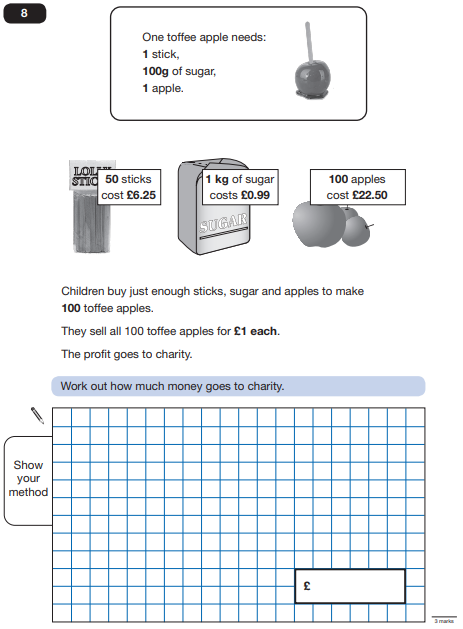 8
One toffee apple needs:
1 stick,
100g of sugar,
1 apple.
50 sticks
cost £6.25
1 kg of sugar
costs £0.99
100 apples
cost £22.50
SUGAR
Children buy just enough sticks, sugar and apples to make
100 toffee apples.
They sell all 100 toffee apples for £1 each.
The profit goes to charity.
Work out how much money goes to charity.
Show
your
method
£
3 marks